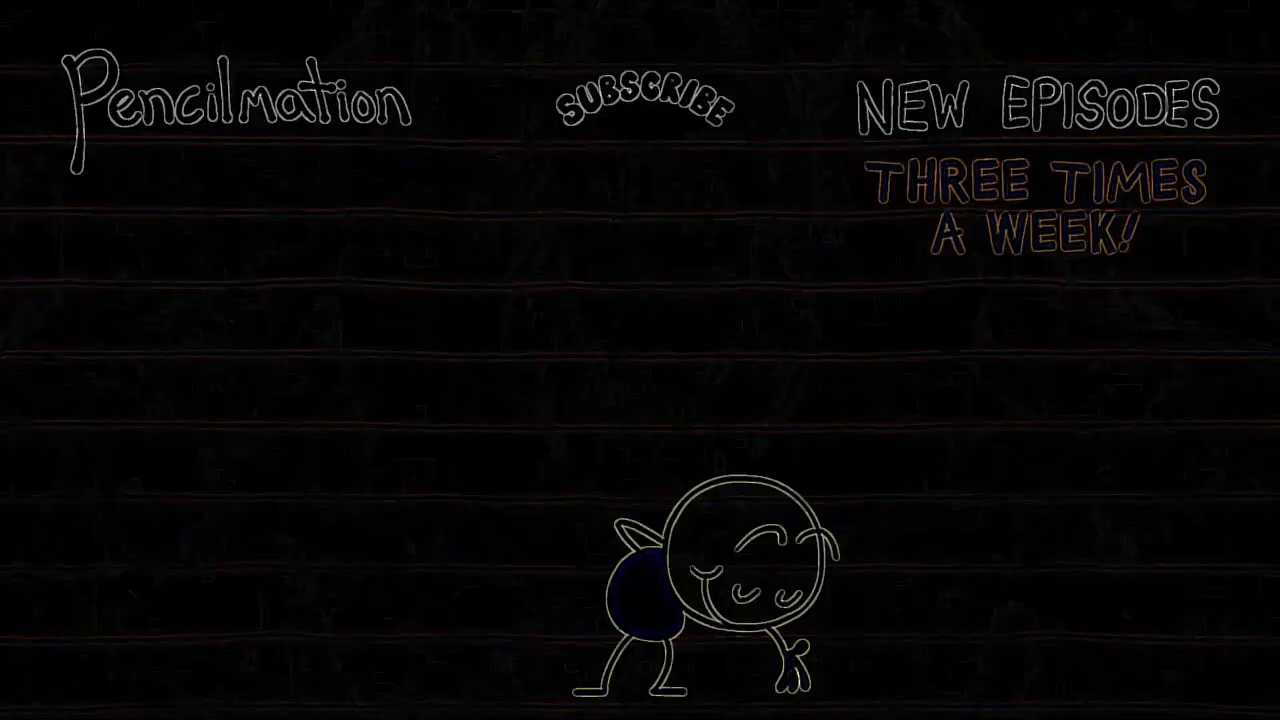 Pencilmation
SUBSCRIBE
NEW EPISODES
THREE TIMES
A WEEK!